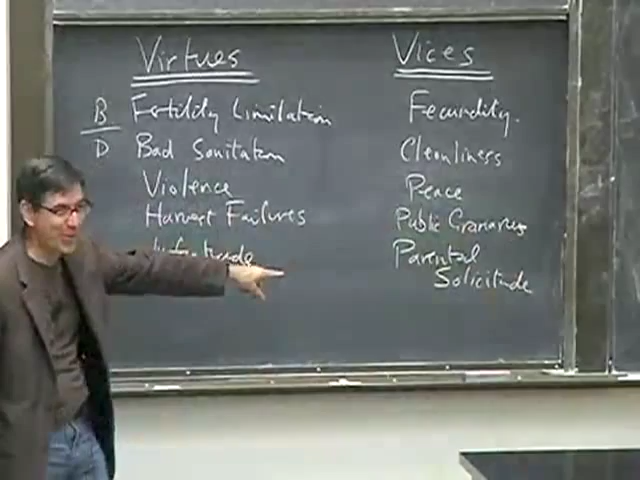 Virtues Vices
B Fertility Limitation Fecundity.
D Bad Sanitation Cleanliness
Violence Peace
Harvest Failures Public Granaries
Parental
Solicitude